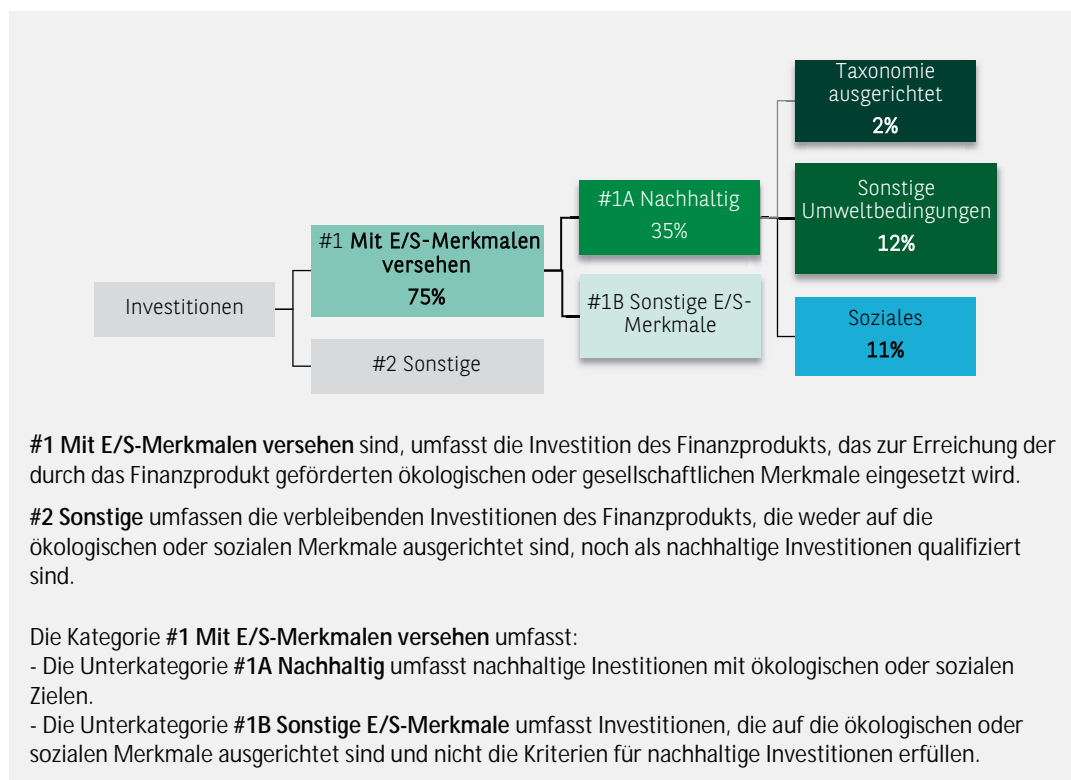 Taxonomie
ausgerichtet
2%
#1A Nachhaltig
35%
Sonstige
Umweltbedingungen
12%
#1 Mit E/S-Merkmalen
versehen
75%
Investitionen
#1B Sonstige E/S-
Merkmale
Soziales
11%
#2 Sonstige
#1 Mit E/S-Merkmalen versehen sind, umfasst die Investition des Finanzprodukts, das zur Erreichung der
durch das Finanzprodukt geförderten ökologischen oder gesellschaftlichen Merkmale eingesetzt wird.
#2 Sonstige umfassen die verbleibenden Investitionen des Finanzprodukts, die weder auf die
ökologischen oder sozialen Merkmale ausgerichtet sind, noch als nachhaltige Investitionen qualifiziert
sind.
Die Kategorie #1 Mit E/S-Merkmalen versehen umfasst:
- Die Unterkategorie #1A Nachhaltig umfasst nachhaltige Inestitionen mit ökologischen oder sozialen
Zielen.
- Die Unterkategorie #1B Sonstige E/S-Merkmale umfasst Investitionen, die auf die ökologischen oder
sozialen Merkmale ausgerichtet sind und nicht die Kriterien für nachhaltige Investitionen erfüllen.